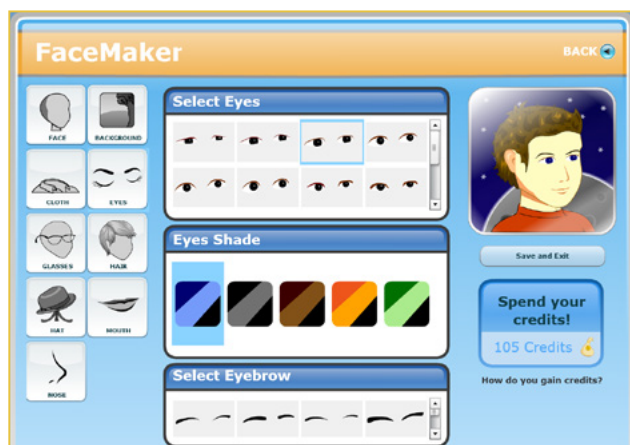 FaceMaker
BACK
FACE
BACKGROUND
CLOTH
EYES
GLASSES
HAIR
HAT
MOUTH
NOSE
Select Eyes
Eyes Shade
Select Eyebrow
Save and Exit
Spend your
credits!
105 Credits
How do you gain credits?